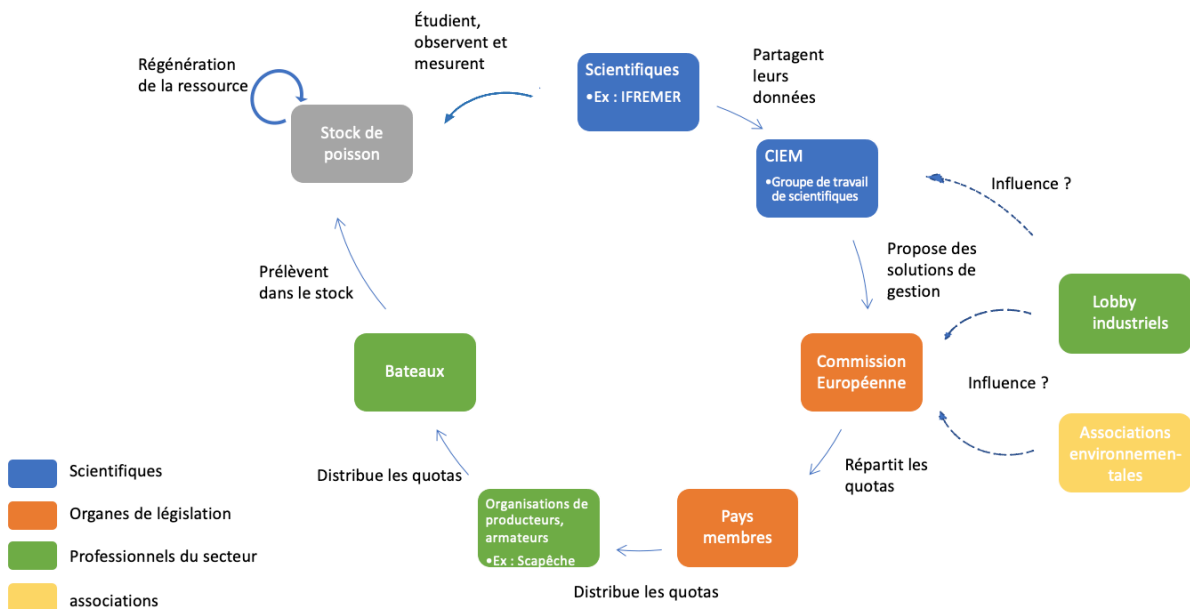 Étudient,
observent et
mesurent
Régénération
de la ressource
Stock de
poisson
Scientifiques
•Ex : IFREMER
Partagent
leurs
données
CIEM
•Groupe de travail
de scientifiques
Influence ?
Propose des
solutions de
gestion
Lobby
industriels
Prélèvent
dans le stock
Bateaux
Commission
Européenne
Influence ?
Associations
environnemen-
tales
Répartit les
quotas
Distribue les quotas
Organisations de
producteurs,
armateurs
•Ex : Scapêche
Pays
membres
Distribue les quotas
Scientifiques
Organes de législation
Professionnels du secteur
associations